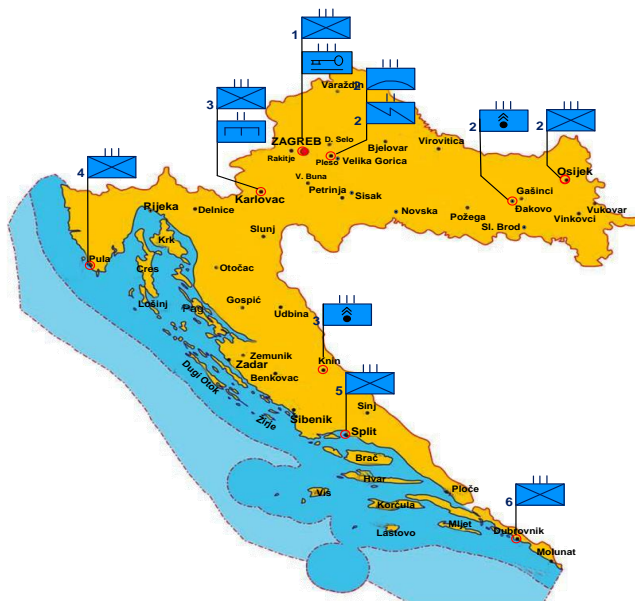 1
2
Varaždin
3
2
2
2
ZAGREB
D. Selo
Bjelovar
Virovitica
Rakitje
Pleso
Velika Gorica
Osijek
4
V. Buna
Petrinja
Sisak
Gašinci
Karlovac
Đakovo
Vukovar
Rijeka
Delnice
Novska
Požega
Vinkovci
Sl. Brod
Krk
Slunj
Pula
Cres
Otočac
Lošinj
Pag
Gospić
Udbina
3
Zemunik
Zadar
Knin
Dugi Otok
Benkovac
5
Žirje
Šibenik
Sinj
Split
Brač
Hvar
Vis
Ploče
Korčula
6
Mljet
Lastovo
Dubrovnik
Molunat